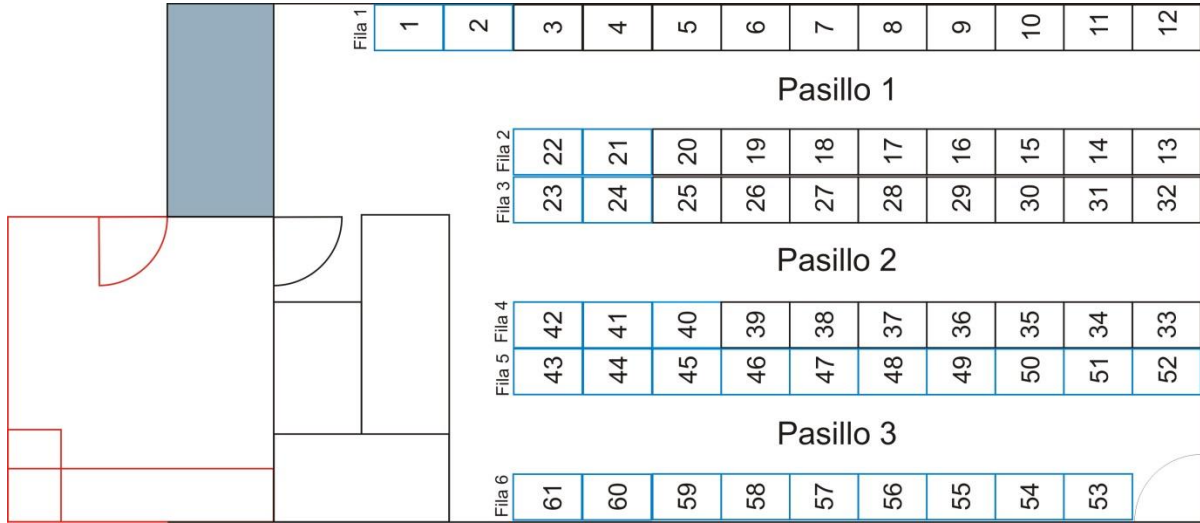 Fila 1 1 2 3 4 5 6 7 8 9 10 11 12
Pasillo 1
Fila 2 22 21 20 19 18 17 16 15 14 13
Fila 3 23 24 25 26 27 28 29 30 31 32
Pasillo 2
Fila 4 42 41 40 39 38 37 36 35 34 33
Fila 5 43 44 45 46 47 48 49 50 51 52
Pasillo 3
Fila 6 61 60 59 58 57 56 55 54 53